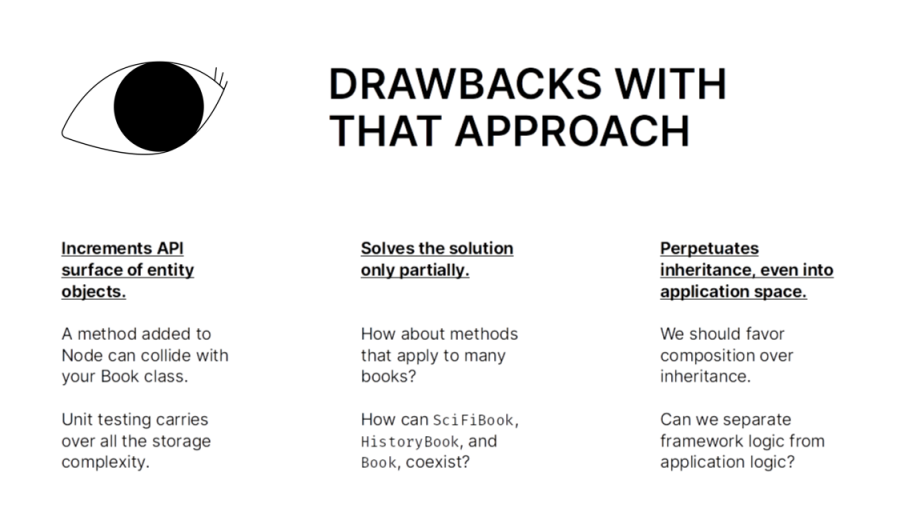 DRAWBACKS WITH
THAT APPROACH
Increments API
surface of entity
objects.
A method added to
Node can collide with
your Book class.
Unit testing carries
over all the storage
complexity.
Solves the solution
only partially.
How about methods
that apply to many
books?
How can SciFiBook,
HistoryBook, and
Book, coexist?
Perpetuates
inheritance, even into
application space.
We should favor
composition over
inheritance.
Can we separate
framework logic from
application logic?